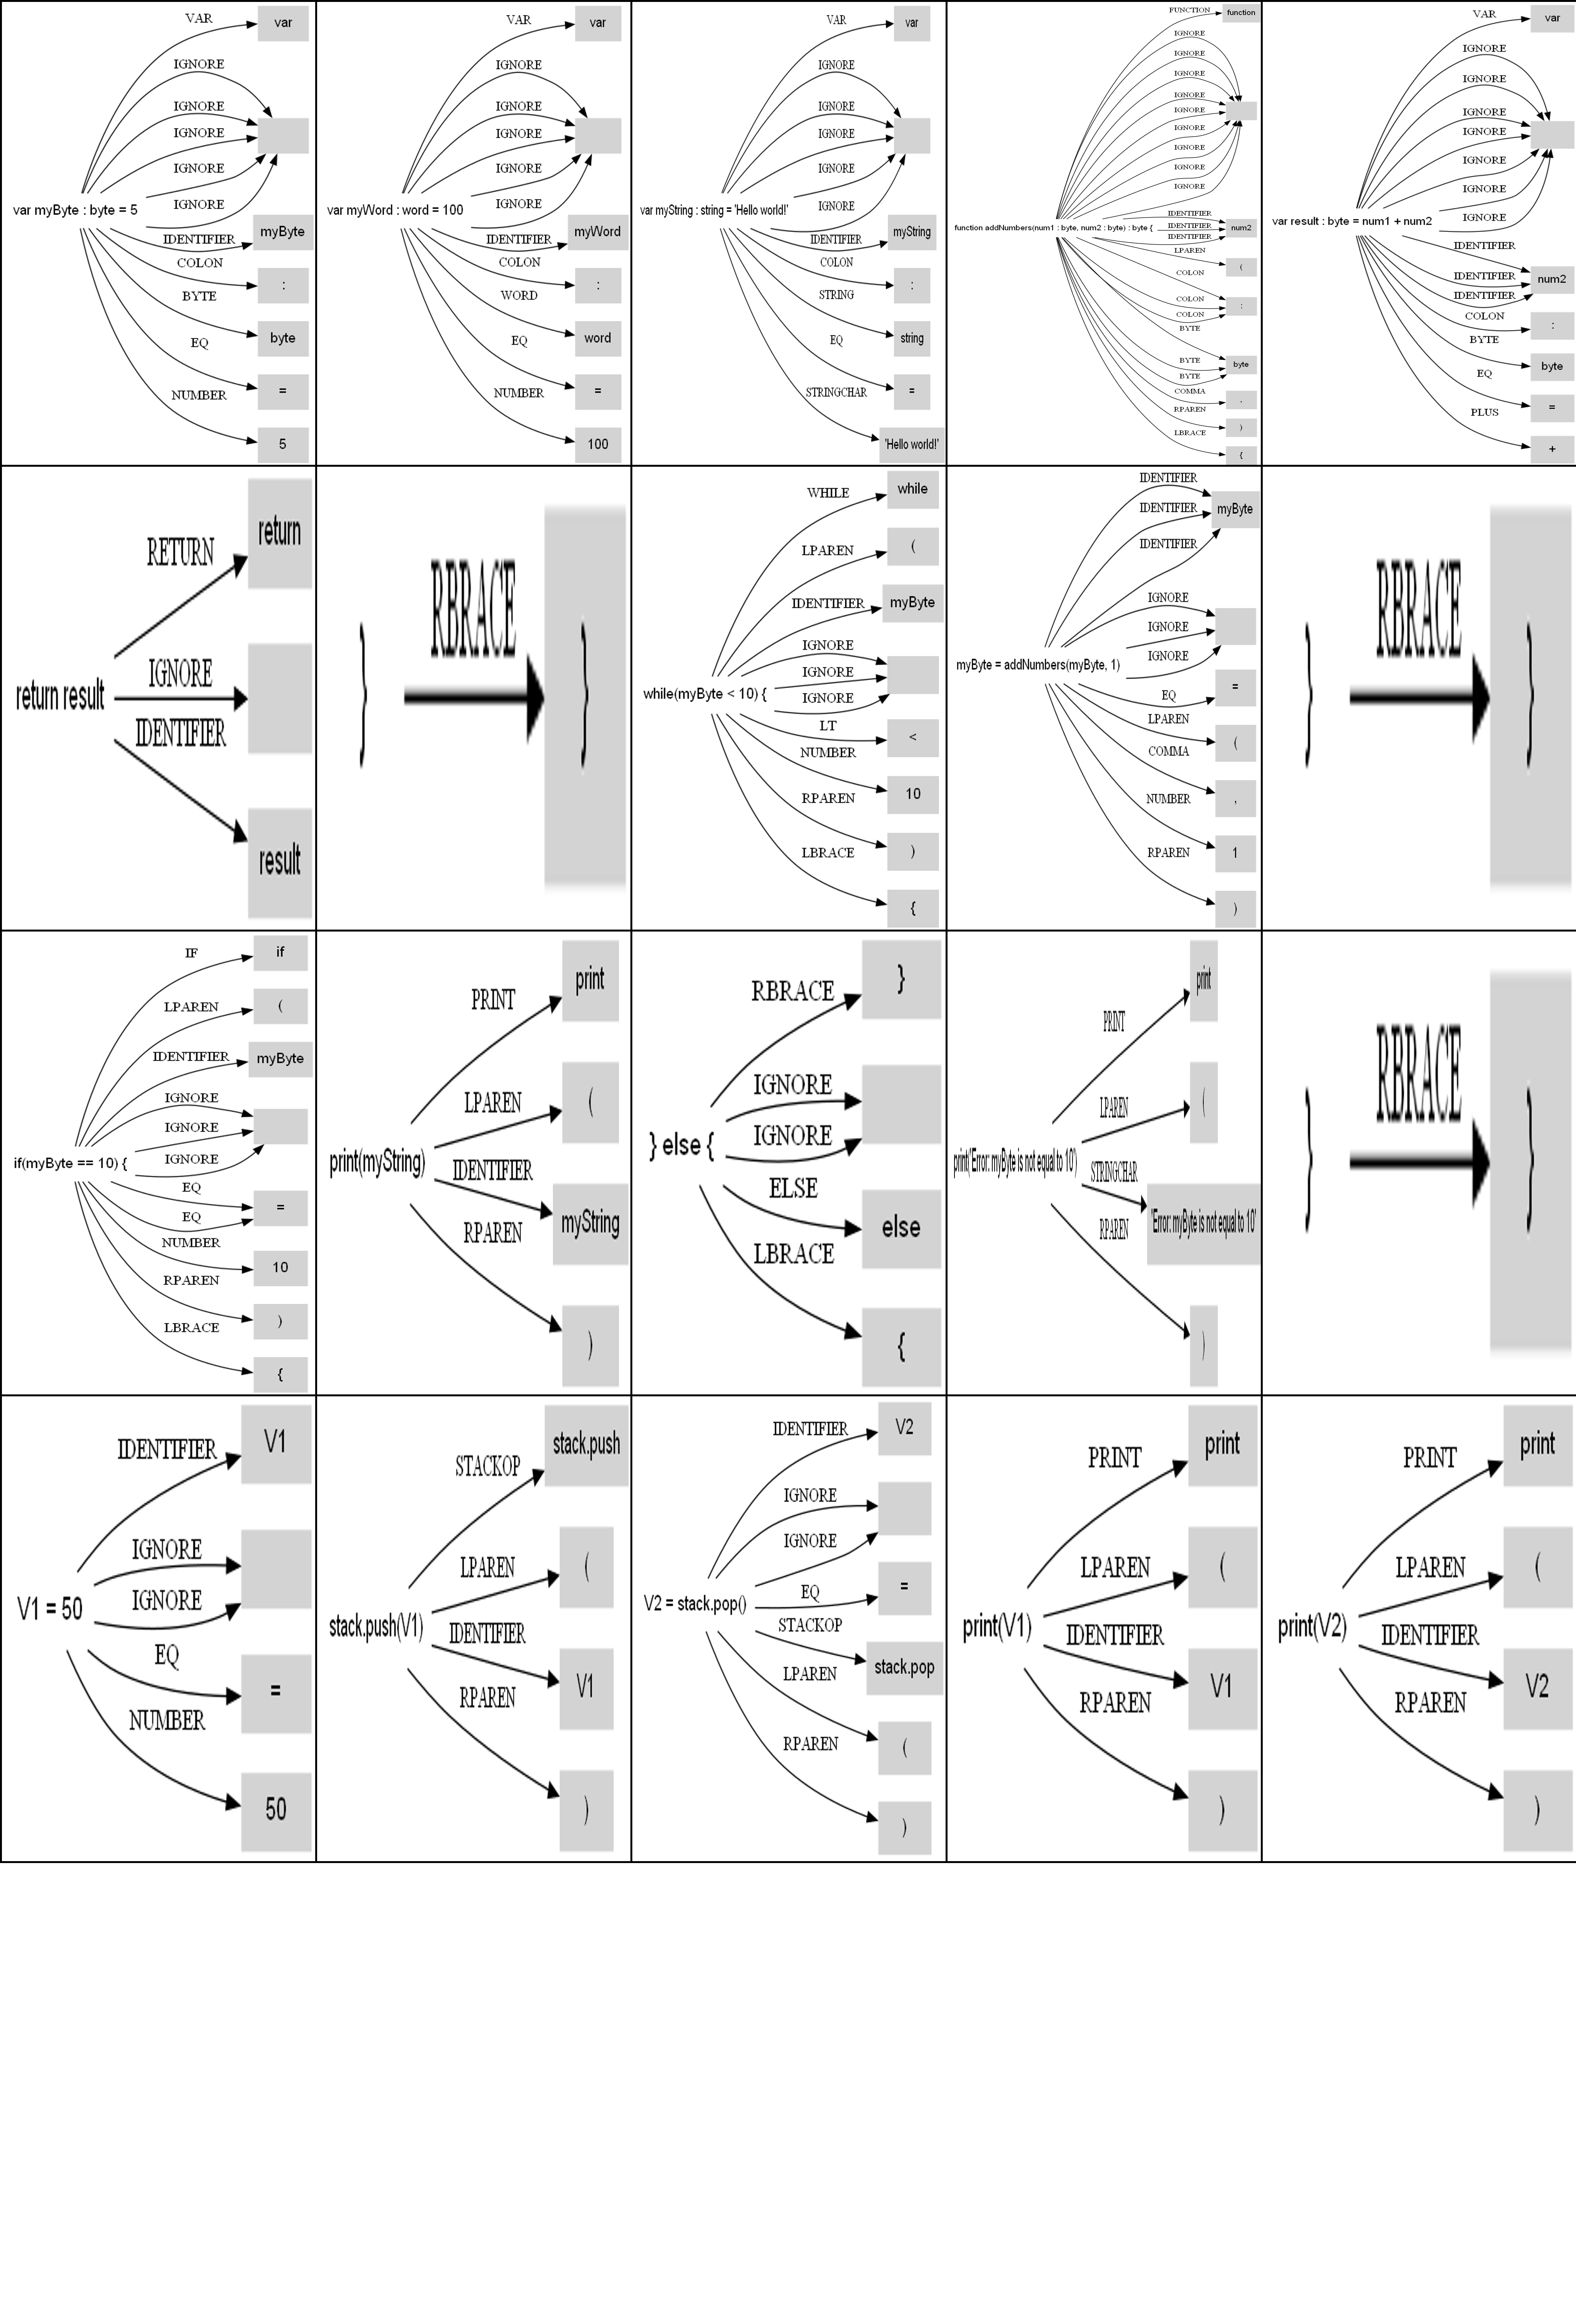 VAR
var
IGNORE
IGNORE
IGNORE
IGNORE
IGNORE
var myByte : byte = 5
IDENTIFIER
myByte
COLON
:
BYTE
byte
EQ
=
NUMBER
5
VAR
var
IGNORE
IGNORE
IGNORE
IGNORE
IGNORE
var myWord : word = 100
IDENTIFIER
myWord
COLON
:
WORD
word
EQ
=
NUMBER
100
VAR
var
IGNORE
IGNORE
IGNORE
IGNORE
IGNORE
var myString : string = 'Hello world!'
IDENTIFIER
myString
COLON
:
STRING
string
EQ
=
STRINGCHAR
'Hello world!'
FUNCTION
function
IGNORE
IGNORE
IGNORE
IGNORE
IGNORE
IGNORE
IGNORE
IGNORE
IGNORE
function addNumbers(num1 : byte, num2 : byte) : byte {
IDENTIFIER
IDENTIFIER
num2
IDENTIFIER
LPAREN
(
COLON
COLON
:
COLON
BYTE
BYTE
byte
BYTE
COMMA
,
RPAREN
)
LBRACE
{
VAR
var
IGNORE
IGNORE
IGNORE
IGNORE
IGNORE
IGNORE
IGNORE
var result : byte = num1 + num2
IDENTIFIER
IDENTIFIER
num2
IDENTIFIER
COLON
:
BYTE
byte
EQ
=
PLUS
+
RETURN
return
IGNORE
return result
IDENTIFIER
result
RBRACE
}
}
WHILE
while
LPAREN
(
IDENTIFIER
myByte
IGNORE
IGNORE
IGNORE
while(myByte < 10) {
LT
<
NUMBER
10
RPAREN
)
LBRACE
{
IDENTIFIER
IDENTIFIER
myByte
IDENTIFIER
IGNORE
IGNORE
IGNORE
myByte = addNumbers(myByte, 1)
EQ
=
LPAREN
(
COMMA
,
NUMBER
1
RPAREN
)
RBRACE
}
}
IF
if
LPAREN
(
IDENTIFIER
myByte
IGNORE
IGNORE
IGNORE
if(myByte == 10) {
EQ
=
EQ
NUMBER
10
RPAREN
)
LBRACE
{
PRINT
print
LPAREN
(
print(myString)
IDENTIFIER
myString
RPAREN
)
RBRACE
}
IGNORE
IGNORE
} else {
ELSE
else
LBRACE
{
PRINT
print
LPAREN
(
print('Error: myByte is not equal to 10')
STRINGCHAR
'Error: myByte is not equal to 10'
RPAREN
)
RBRACE
}
}
IDENTIFIER
V1
IGNORE
IGNORE
V1 = 50
EQ
=
NUMBER
50
STACKOP
stack.push
LPAREN
(
stack.push(V1)
IDENTIFIER
V1
RPAREN
)
IDENTIFIER
V2
IGNORE
IGNORE
EQ
=
V2 = stack.pop()
STACKOP
stack.pop
LPAREN
(
RPAREN
)
PRINT
print
LPAREN
(
print(V1)
IDENTIFIER
V1
RPAREN
)
PRINT
print
LPAREN
(
print(V2)
IDENTIFIER
V2
RPAREN
)